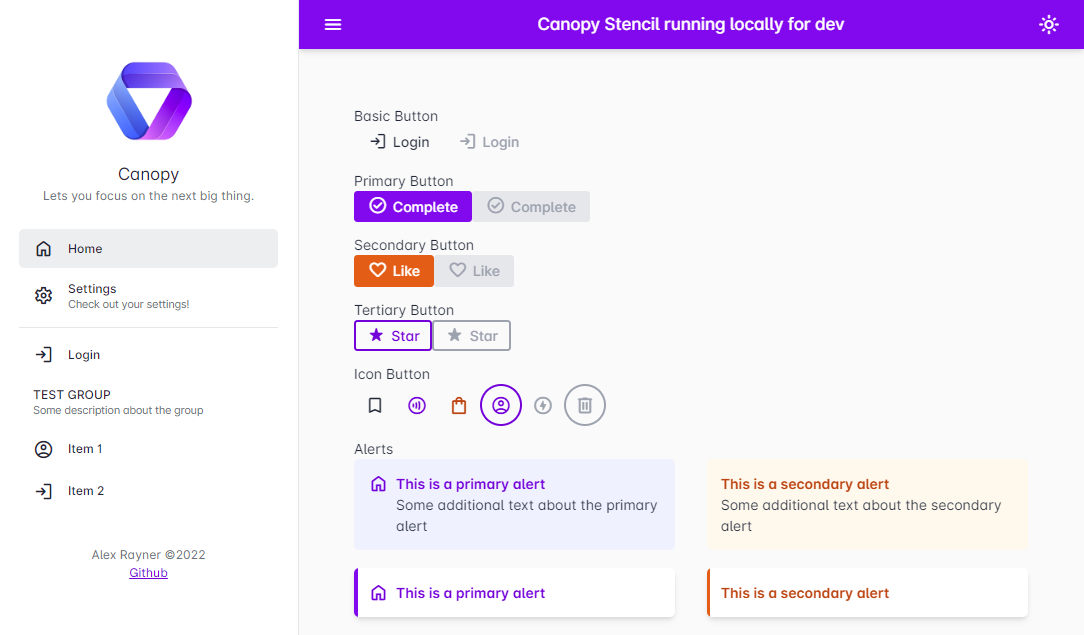 Canopy Stencil running locally for dev
Canopy
Lets you focus on the next big thing.
Home
Settings
Check out your settings!
Login
TEST GROUP
Some description about the group
Item 1
Item 2
Alex Rayner ©2022
Github
Basic Button
Login Login
Primary Button
Complete Complete
Secondary Button
Like Like
Tertiary Button
Star Star
Icon Button
Alerts
This is a primary alert
Some additional text about the primary
alert
This is a secondary alert
Some additional text about the secondary
alert
This is a primary alert
This is a secondary alert